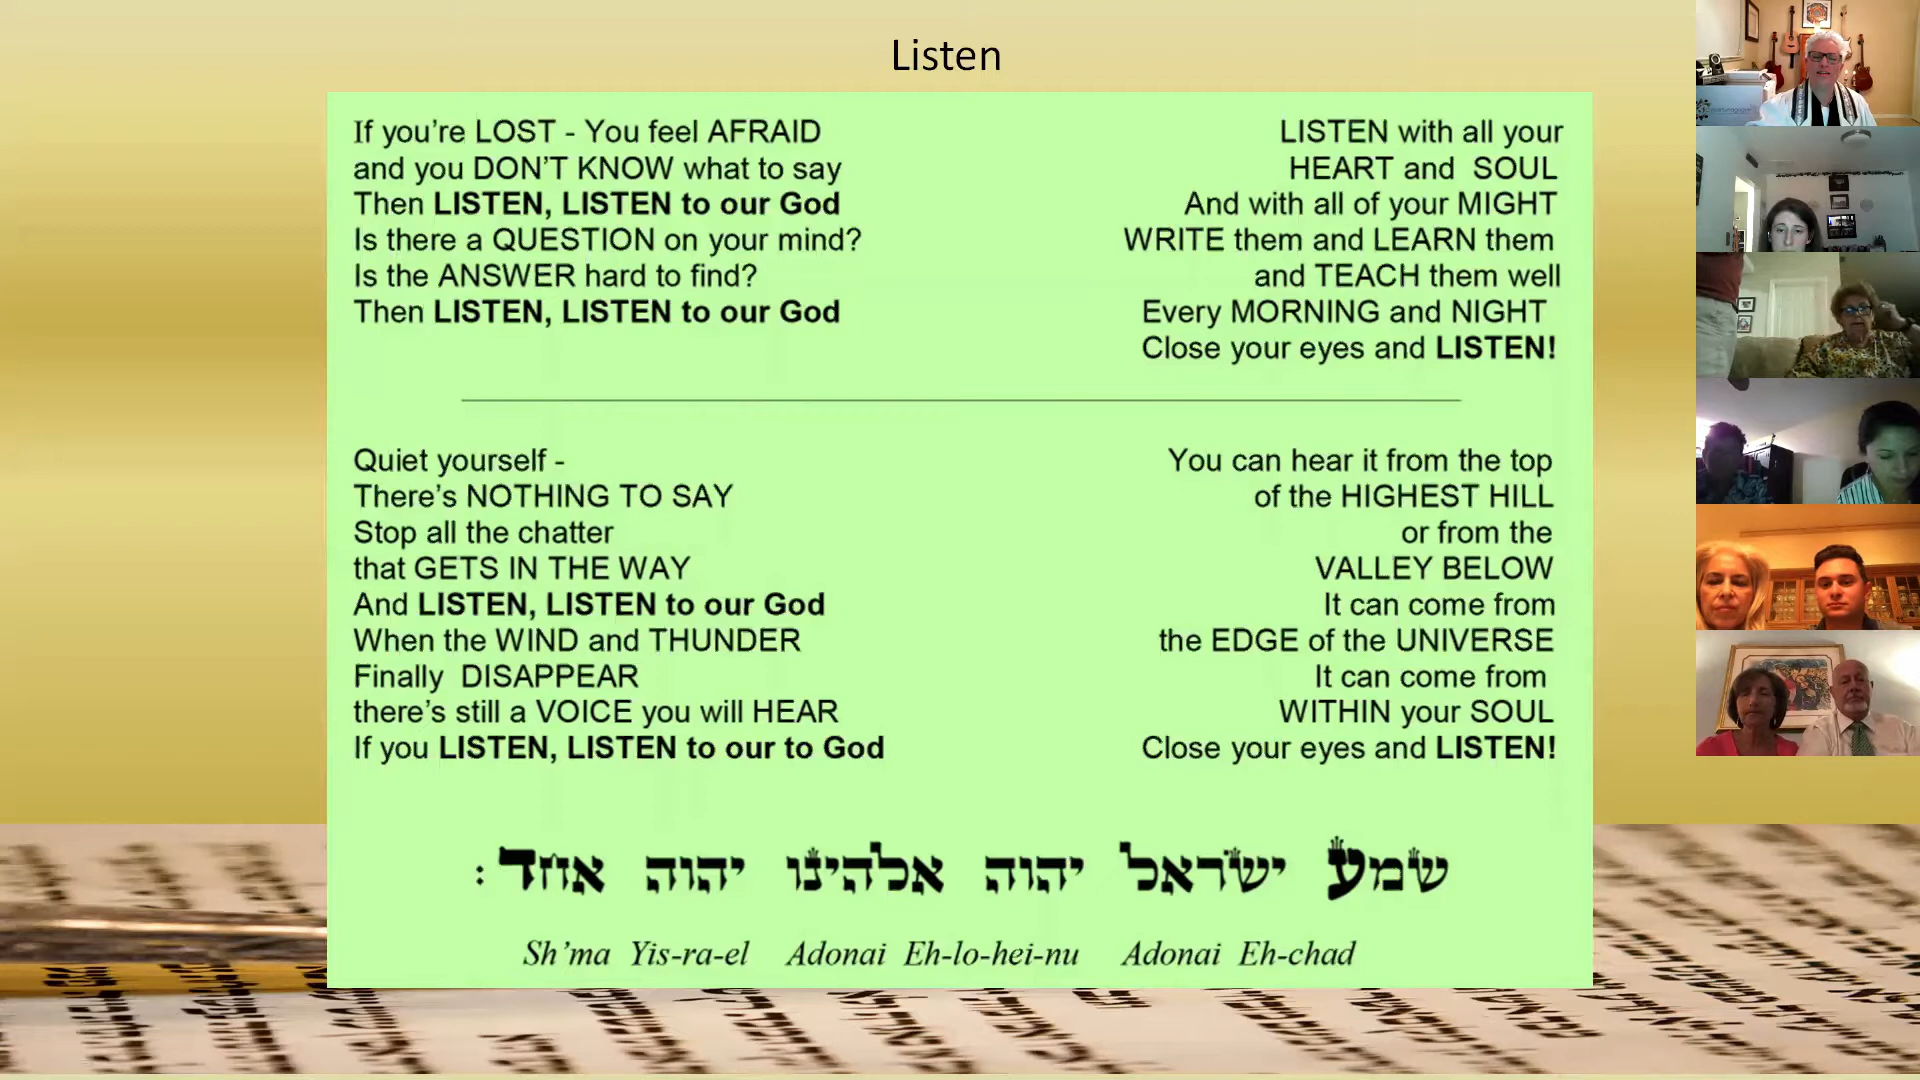 Listen
If you're LOST - You feel AFRAID
and you DON'T KNOW what to say
Then LISTEN, LISTEN to our God
Is there a QUESTION on your mind?
Is the ANSWER hard to find?
Then LISTEN, LISTEN to our God
LISTEN with all your
HEART and SOUL
And with all of your MIGHT
WRITE them and LEARN them
and TEACH them well
Every MORNING and NIGHT
Close your eyes and LISTEN!
Quiet yourself -
There's NOTHING TO SAY
Stop all the chatter
that GETS IN THE WAY
And LISTEN, LISTEN to our God
When the WIND and THUNDER
Finally DISAPPEAR
there's still a VOICE you will HEAR
If you LISTEN, LISTEN to our to God
You can hear it from the top
of the HIGHEST HILL
or from the
VALLEY BELOW
It can come from
the EDGE of the UNIVERSE
It can come from
WITHIN your SOUL
Close your eyes and LISTEN!
שמע ישראל יהוה אלהינו יהוה אחד:
Sh'ma Yis-ra-el Adonai Eh-lo-hei-nu Adonai Eh-chad